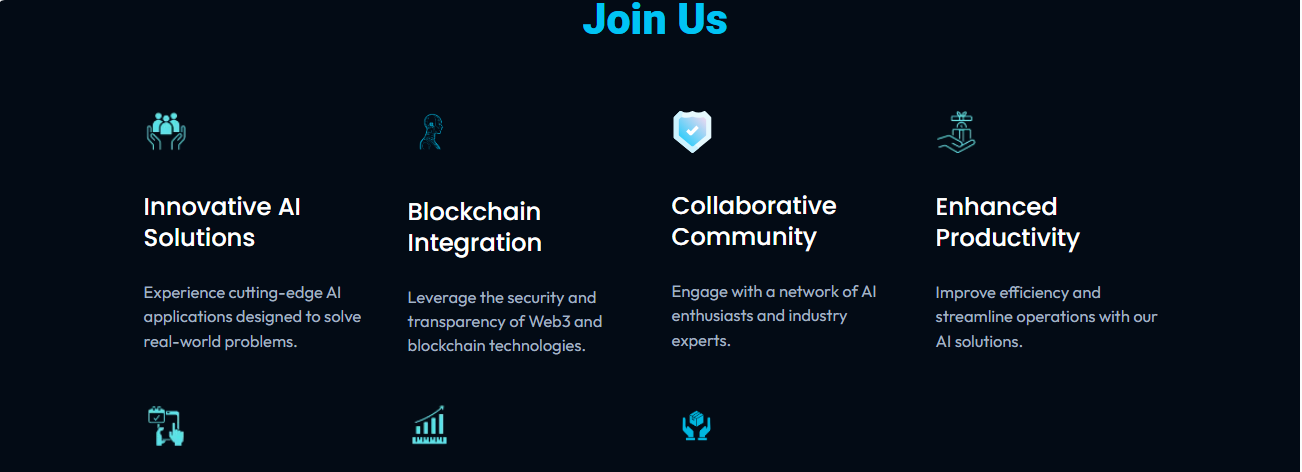 Join Us
Innovative AI
Solutions
Experience cutting-edge AI
applications designed to solve
real-world problems.
Blockchain
Integration
Leverage the security and
transparency of Web3 and
blockchain technologies.
Collaborative
Community
Engage with a network of AI
enthusiasts and industry
experts.
Enhanced
Productivity
Improve efficiency and
streamline operations with our
AI solutions.